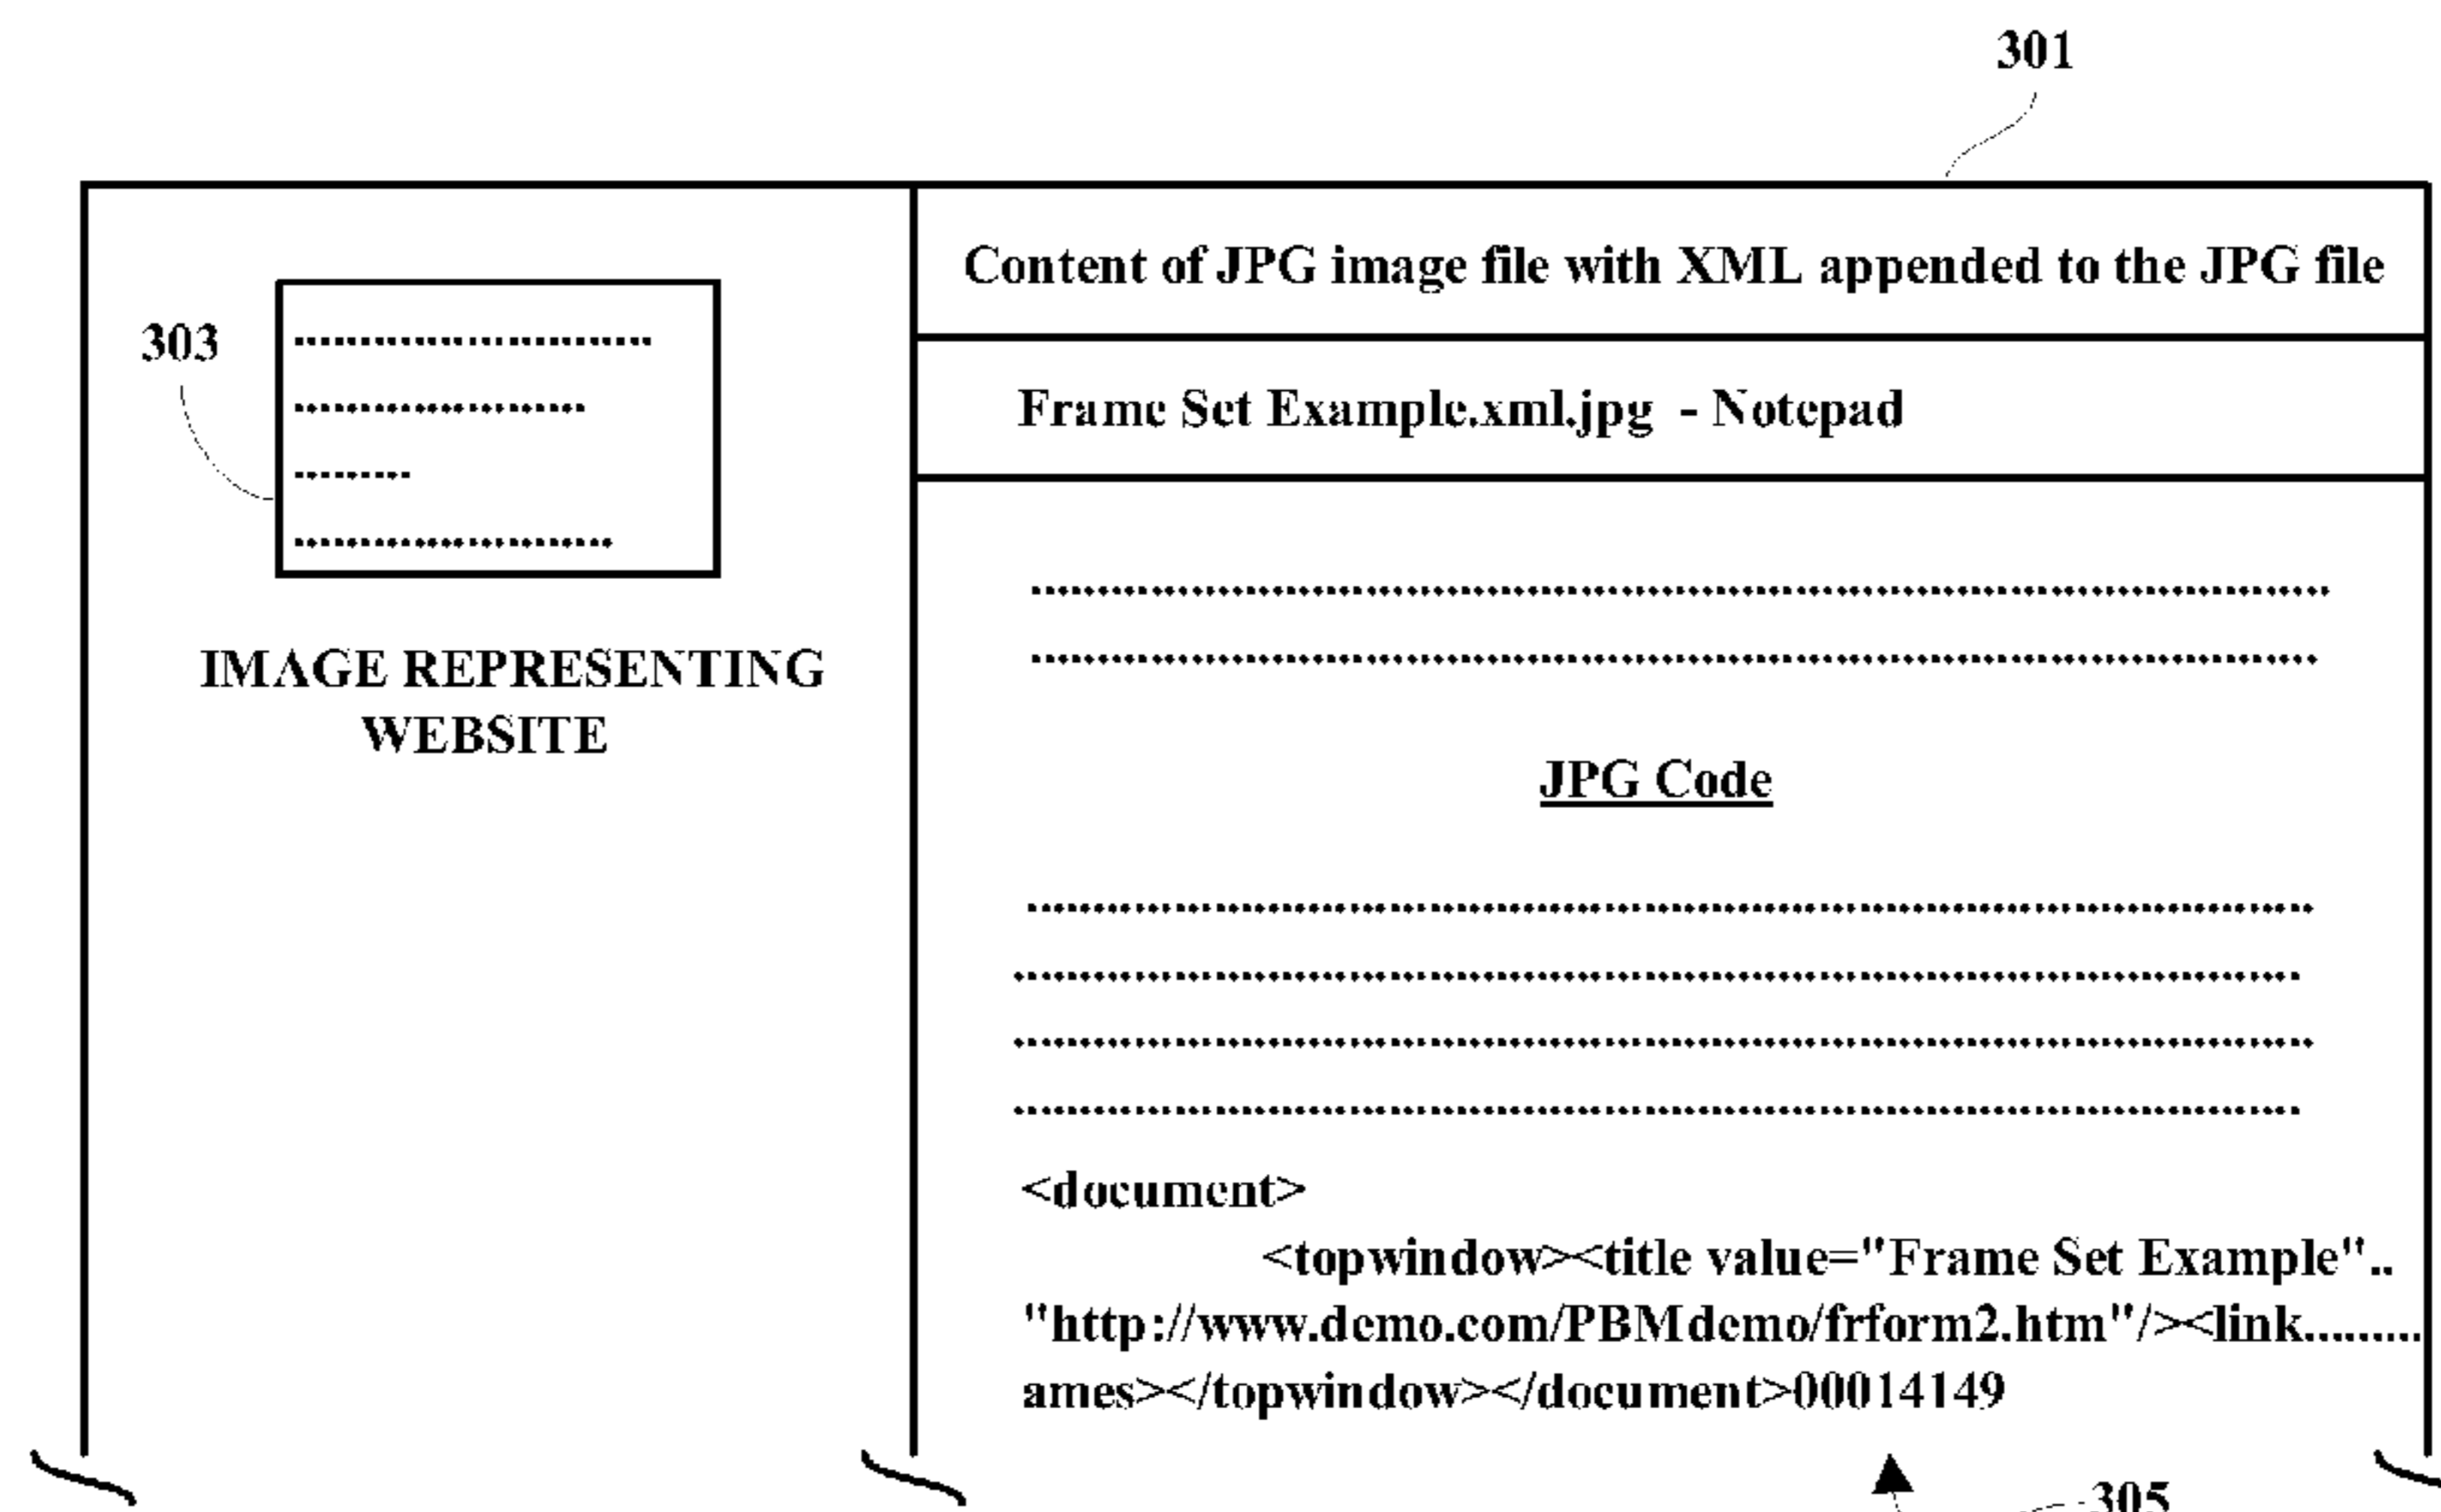 301
Content of JPG image file with XML appended to the JPG file
303
Frame Set Example.xml.jpg - Notepad
IMAGE REPRESENTING
WEBSITE
JPG Code
<document>
<topwindow><title value="Frame Set Example"..
"http://www.demo.com/PBMdemo/frform2.htm"/><link.........
ames></topwindow></document>00014149
305